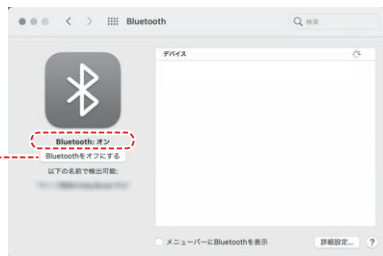 Bluetooth
検索
デバイス
Bluetooth: オン
Bluetoothをオフにする
以下の名前で検出可能:
メニューバーにBluetoothを表示
詳細設定...
?